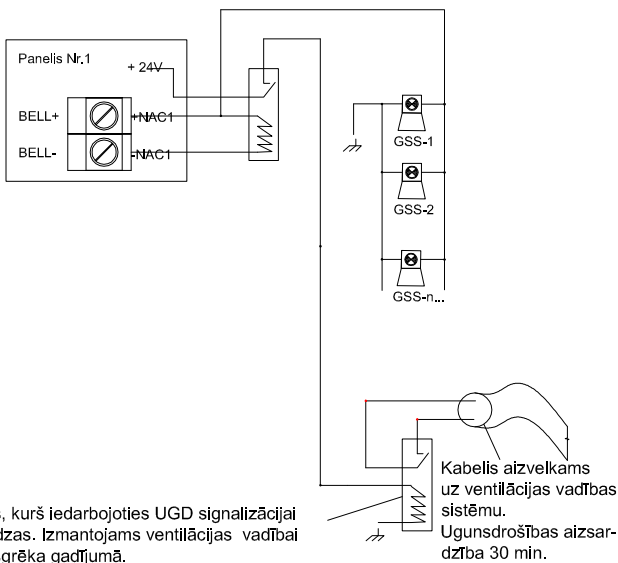 Panelis Nr.1
+ 24V
BELL+
+NAC1
BELL-
-NAC1
GSS-1
GSS-2
GSS-n...
Kabelis aizvelkams
uz ventilācijas vadības
sistēmu.
Ugunsdrošības aizsar-
dzība 30 min.
, kurš iedarbojoties UGD signalizācijai
dzas. Izmantojams ventilācijas vadībai
gadījumā.